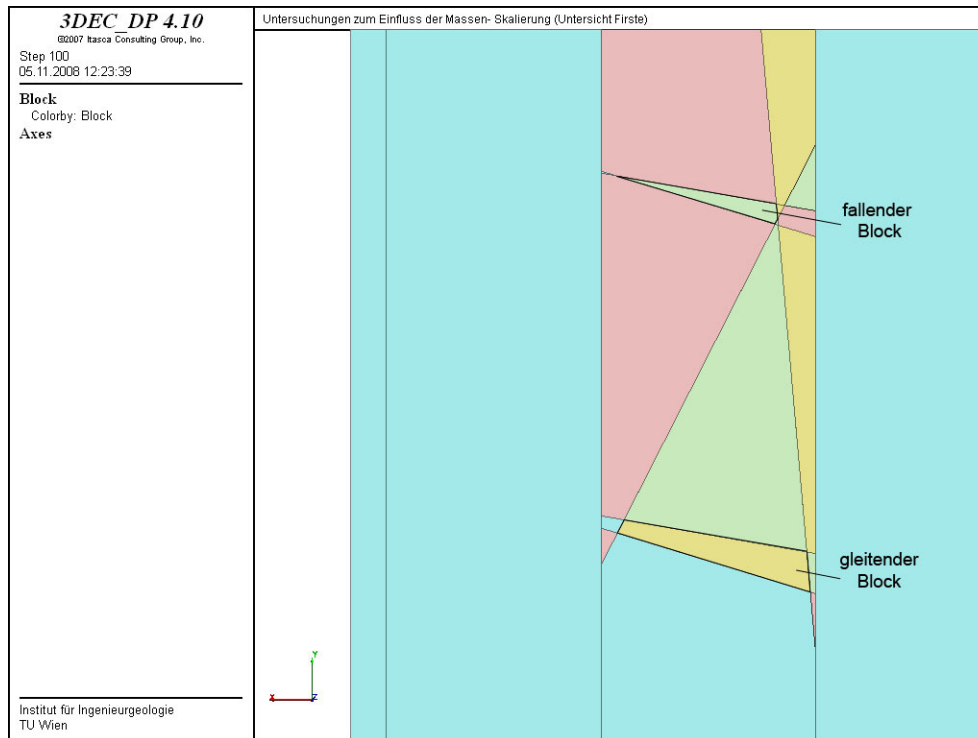 3DEC_DP 4.10
©2007 Itasca Consulting Group, Inc.
Step 100
05.11.2008 12:23:39
Block
Colorby: Block
Axes
Untersuchungen zum Einfluss der Massen- Skalierung (Untersicht Firste)
fallender
Block
gleitender
Block
Y
X
Z
Institut für Ingenieurgeologie
TU Wien